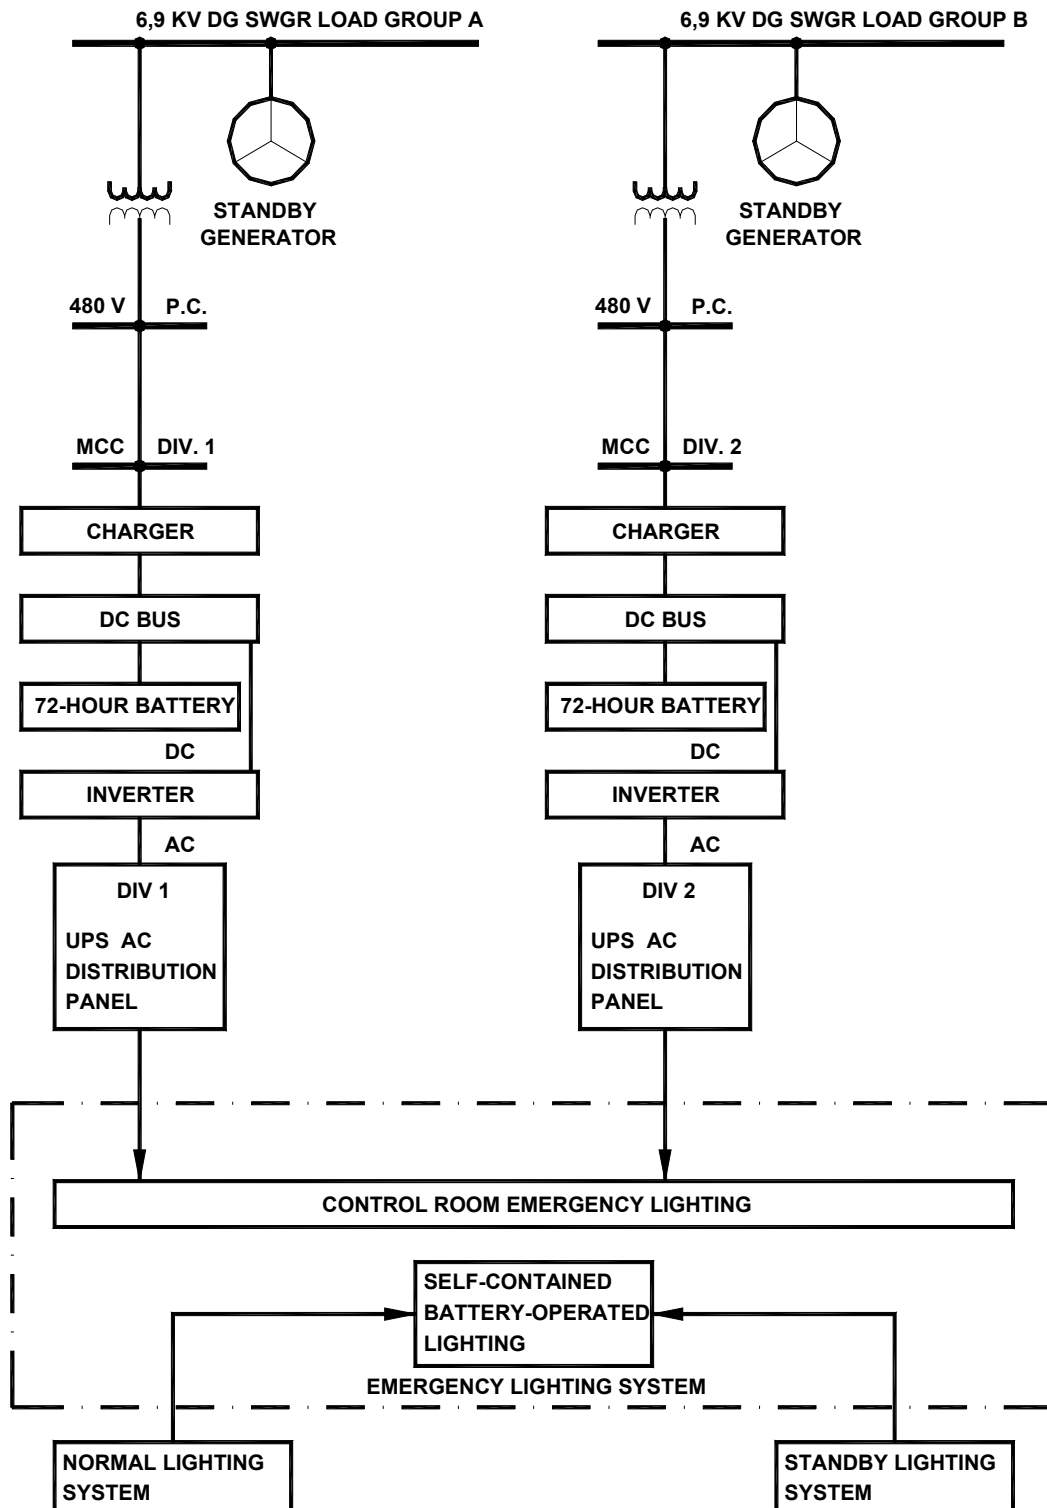 6,9 KV DG SWGR LOAD GROUP A
6,9 KV DG SWGR LOAD GROUP B
STANDBY
GENERATOR
STANDBY
GENERATOR
480 V P.C.
480 V P.C.
MCC DIV. 1
MCC DIV. 2
CHARGER
CHARGER
DC BUS
DC BUS
72-HOUR BATTERY
72-HOUR BATTERY
DC
DC
INVERTER
INVERTER
AC
AC
DIV 1
UPS AC
DISTRIBUTION
PANEL
DIV 2
UPS AC
DISTRIBUTION
PANEL
CONTROL ROOM EMERGENCY LIGHTING
SELF-CONTAINED
BATTERY-OPERATED
LIGHTING
EMERGENCY LIGHTING SYSTEM
NORMAL LIGHTING
SYSTEM
STANDBY LIGHTING
SYSTEM